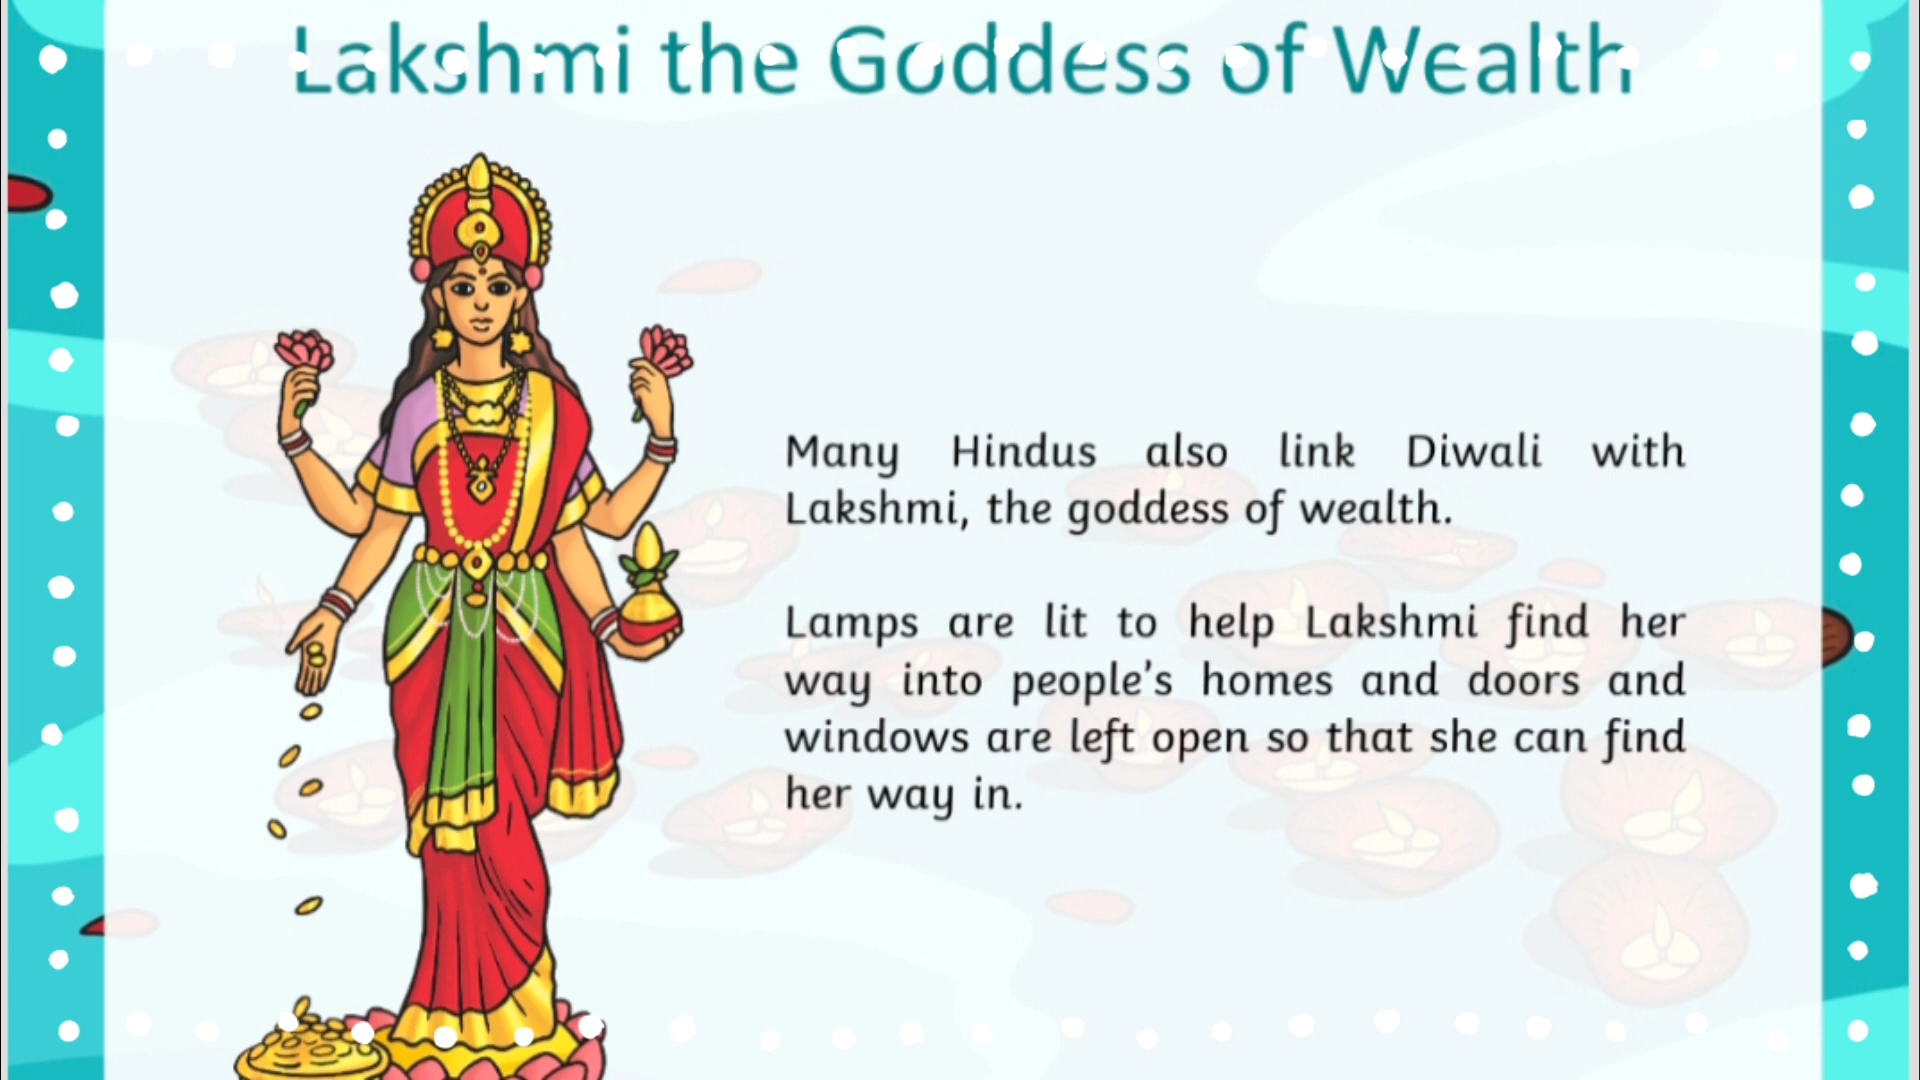 Lakshmi the Goddess of Wealth
Many Hindus also link Diwali with
Lakshmi, the goddess of wealth.
Lamps are lit to help Lakshmi find her
way into people’s homes and doors and
windows are left open so that she can find
her way in.